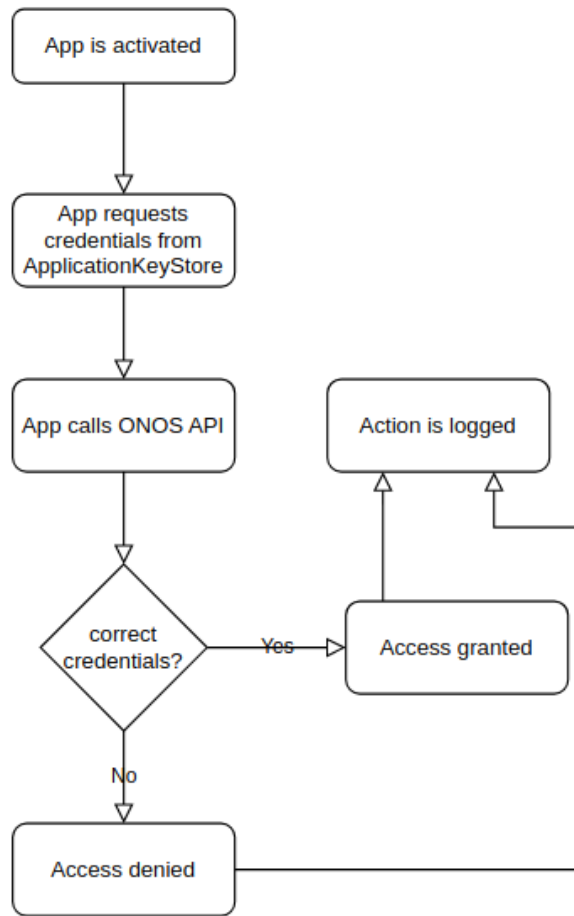 App is activated
App requests
credentials from
ApplicationKeyStore
App calls ONOS API
Action is logged
correct
credentials?
Yes
Access granted
No
Access denied